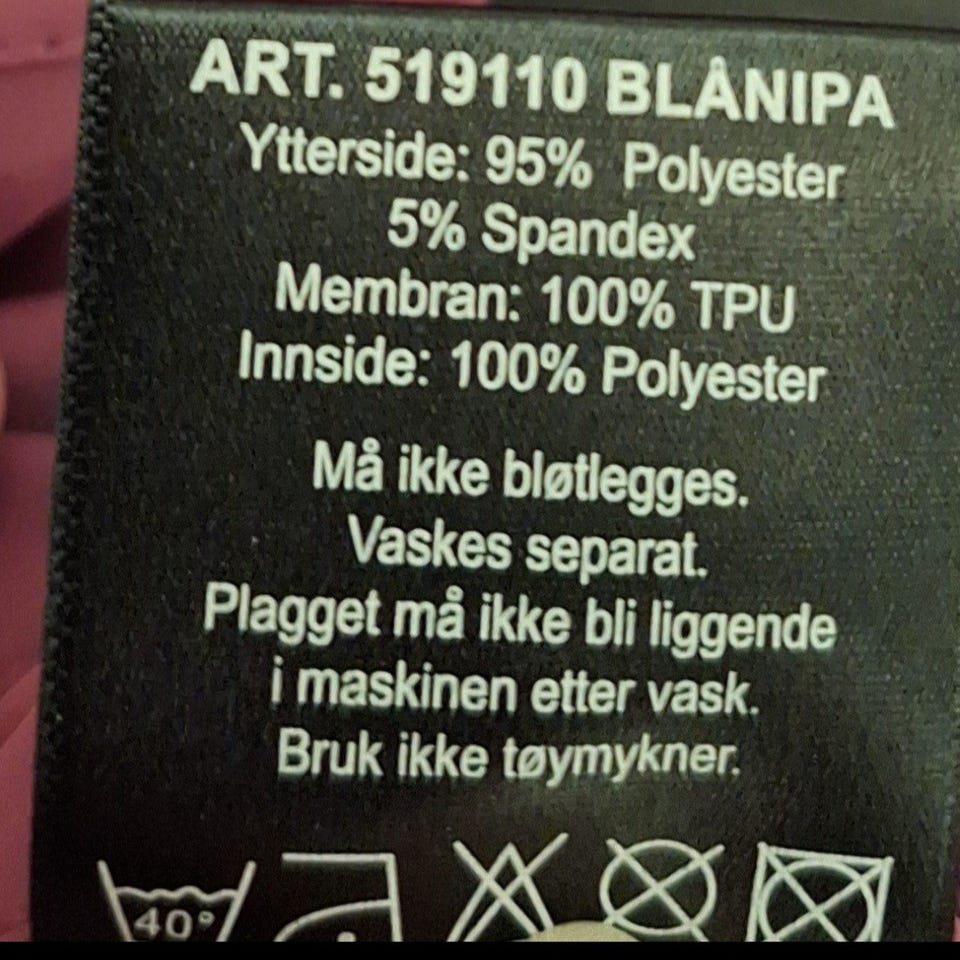 ART. 519110 BLÅNIPA
Ytterside: 95% Polyester
5% Spandex
Membran: 100% TPU
Innside: 100% Polyester
Må ikke bløtlegges.
Vaskes separat.
Plagget må ikke bli liggende
i maskinen etter vask.
Bruk ikke tøymykner.
40°